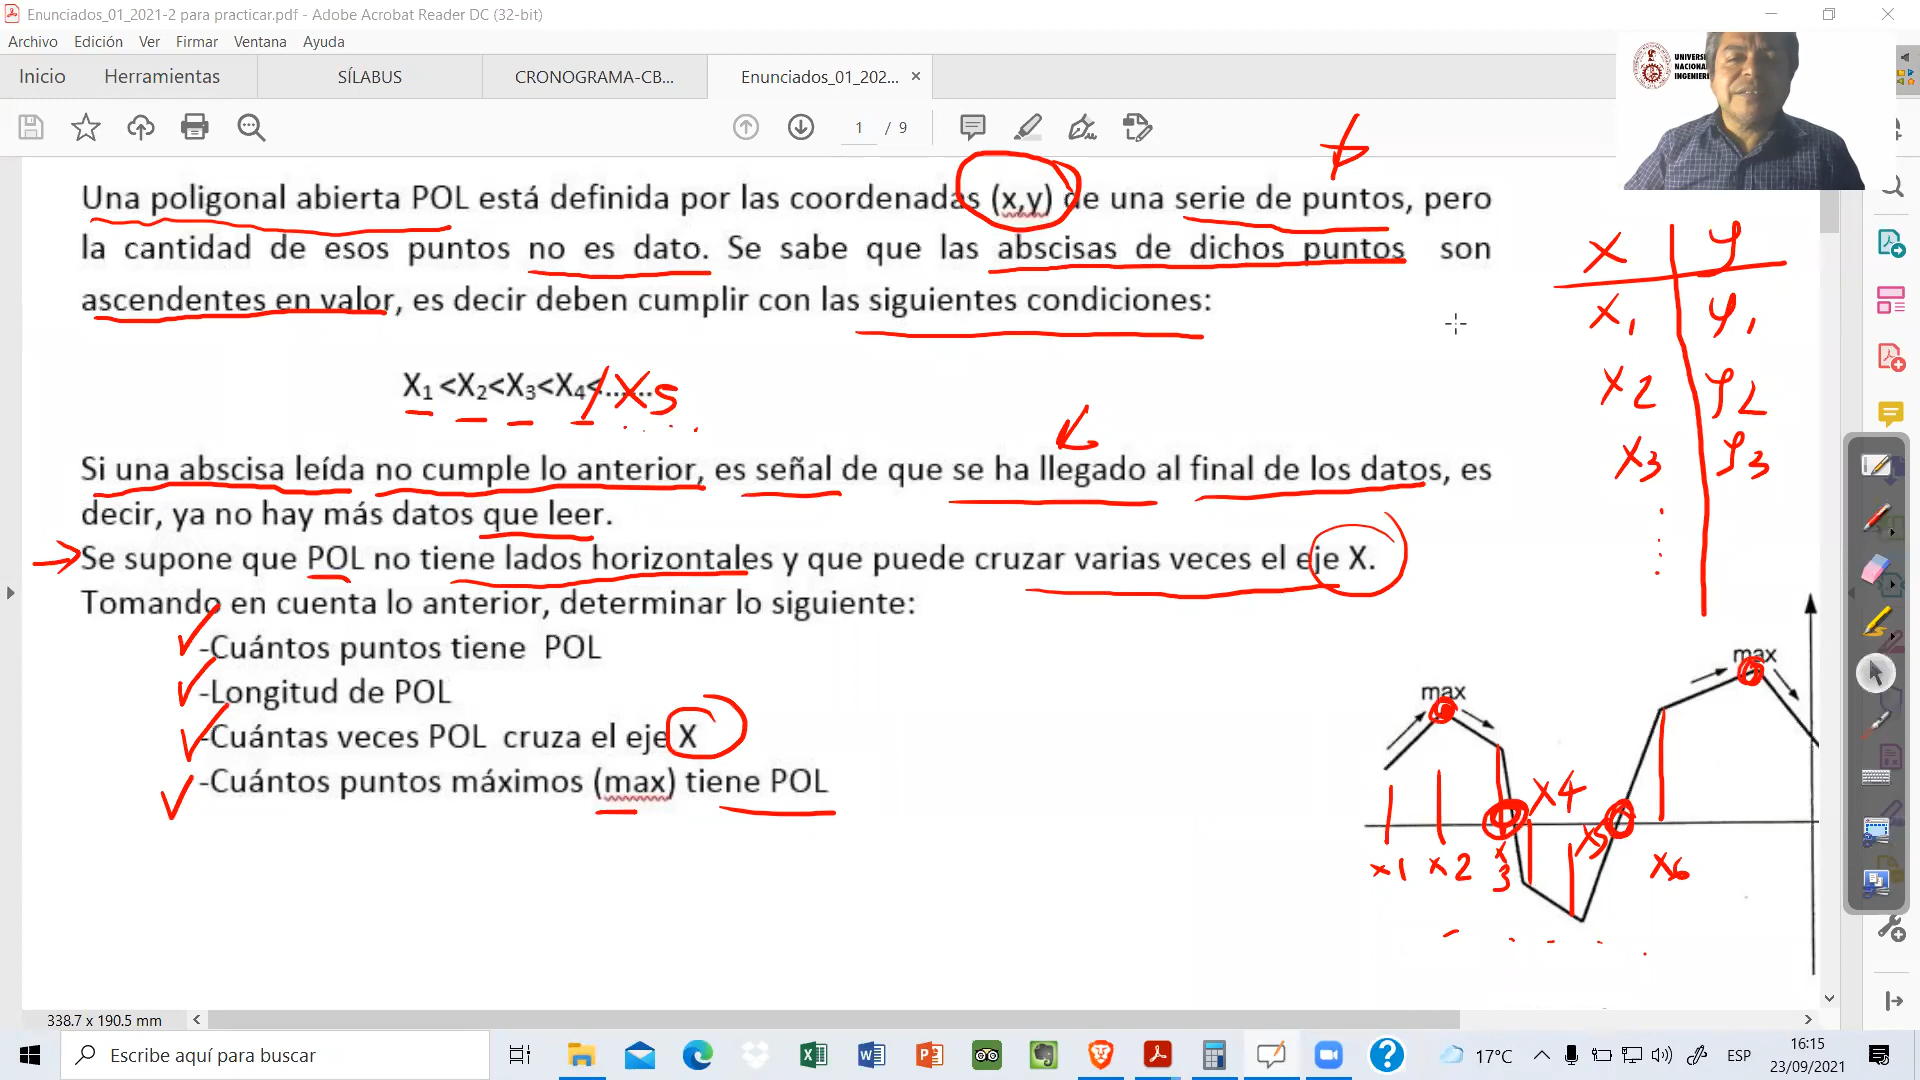 Enunciados_01_2021-2 para practicar.pdf - Adobe Acrobat Reader DC (32-bit)
Archivo Edición Ver Firmar Ventana Ayuda
Inicio Herramientas SÍLABUS CRONOGRAMA-CB... Enunciados_01_202... ×
1 / 9
UNIVERSI
NACIONAL
INGENIER
Una poligonal abierta POL está definida por las coordenadas (x,y) de una serie de puntos, pero
la cantidad de esos puntos no es dato. Se sabe que las abscisas de dichos puntos son
ascendentes en valor, es decir deben cumplir con las siguientes condiciones:
X1 <X2<X3<X4<...... X5
Si una abscisa leída no cumple lo anterior, es señal de que se ha llegado al final de los datos, es
decir, ya no hay más datos que leer.
Se supone que POL no tiene lados horizontales y que puede cruzar varias veces el eje X.
Tomando en cuenta lo anterior, determinar lo siguiente:
-Cuántos puntos tiene POL
-Longitud de POL
-Cuántas veces POL cruza el eje X
-Cuántos puntos máximos (max) tiene POL
X Y
X1 Y1
X2 Y2
X3 Y3
max
max
X4
X5
X1 X2 X3 X6
338.7 x 190.5 mm
Escribe aquí para buscar
17°C
ESP
16:15
23/09/2021